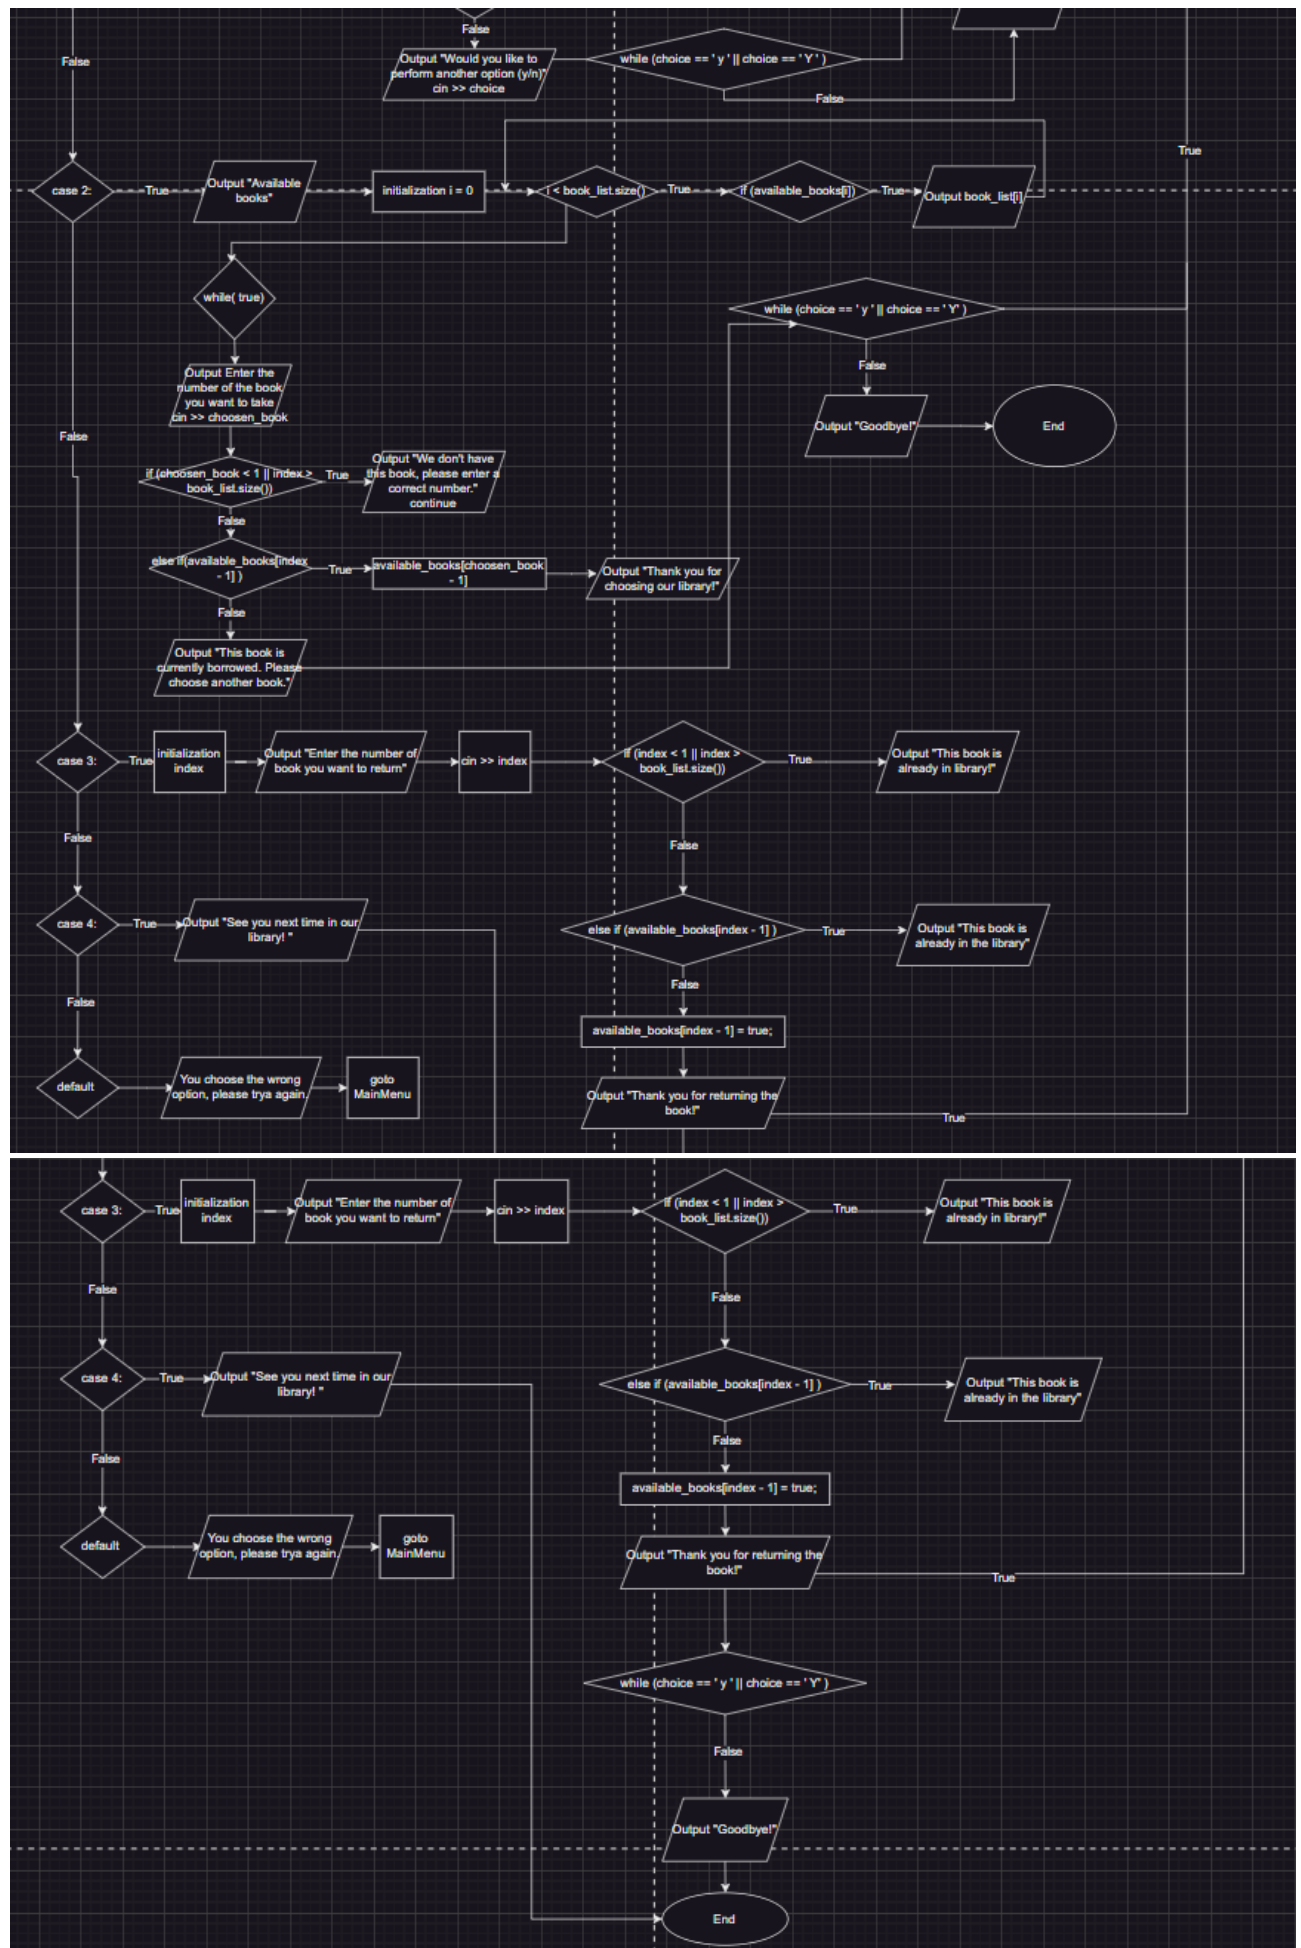 False
False
Output "Would you like to
perform another option (y/n)"
cin >> choice
while (choice == ' y ' || choice == ' Y ' )
False
True
case 2:
True
Output "Available
books"
initialization i = 0
i < book_list.size()
True
if (available_books[i])
True
Output book_list[i]
while( true)
while (choice == ' y ' || choice == ' Y' )
False
Output Enter the
number of the book
you want to take
cin >> choosen_book
Output "Goodbye!"
End
False
if (choosen_book < 1 || index >
book_list.size())
True
Output "We don't have
this book, please enter a
correct number."
continue
False
else if(available_books[index
- 1] )
True
available_books[choosen_book
- 1]
Output "Thank you for
choosing our library!"
False
Output "This book is
currently borrowed. Please
choose another book."
case 3:
True
initialization
index
Output "Enter the number of
book you want to return"
cin >> index
if (index < 1 || index >
book_list.size())
True
Output "This book is
already in library!"
False
False
case 4:
True
Output "See you next time in our
library! "
else if (available_books[index - 1] )
True
Output "This book is
already in the library"
False
False
available_books[index - 1] = true;
default
You choose the wrong
option, please trya again.
goto
MainMenu
Output "Thank you for returning the
book!"
True
case 3:
True
initialization
index
Output "Enter the number of
book you want to return"
cin >> index
if (index < 1 || index >
book_list.size())
True
Output "This book is
already in library!"
False
False
case 4:
True
Output "See you next time in our
library! "
else if (available_books[index - 1] )
True
Output "This book is
already in the library"
False
False
available_books[index - 1] = true;
default
You choose the wrong
option, please trya again.
goto
MainMenu
Output "Thank you for returning the
book!"
True
while (choice == ' y ' || choice == ' Y' )
False
Output "Goodbye!"
End